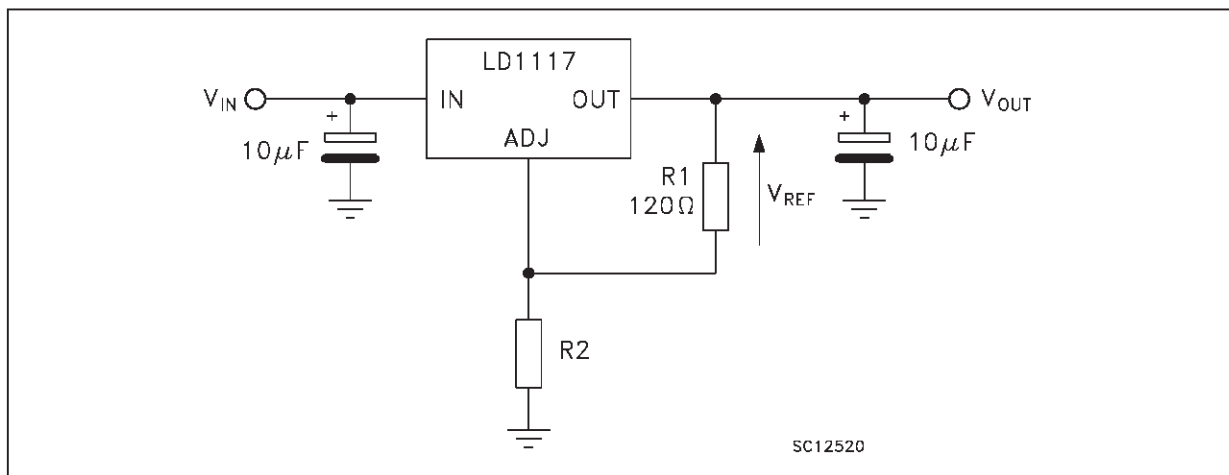 LD1117
V_IN
IN
OUT
V_OUT
+
10μF
ADJ
+
10μF
R1
120Ω
V_REF
R2
SC12520